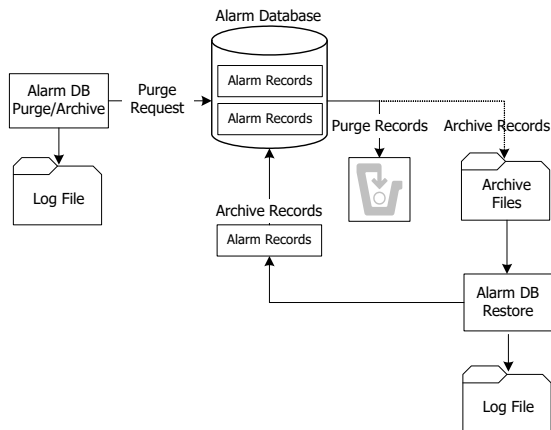 Alarm Database
Alarm Records
Alarm Records
Alarm DB
Purge/Archive
Purge
Request
Log File
Purge Records
Archive Records
Archive
Files
Archive Records
Alarm Records
Alarm DB
Restore
Log File